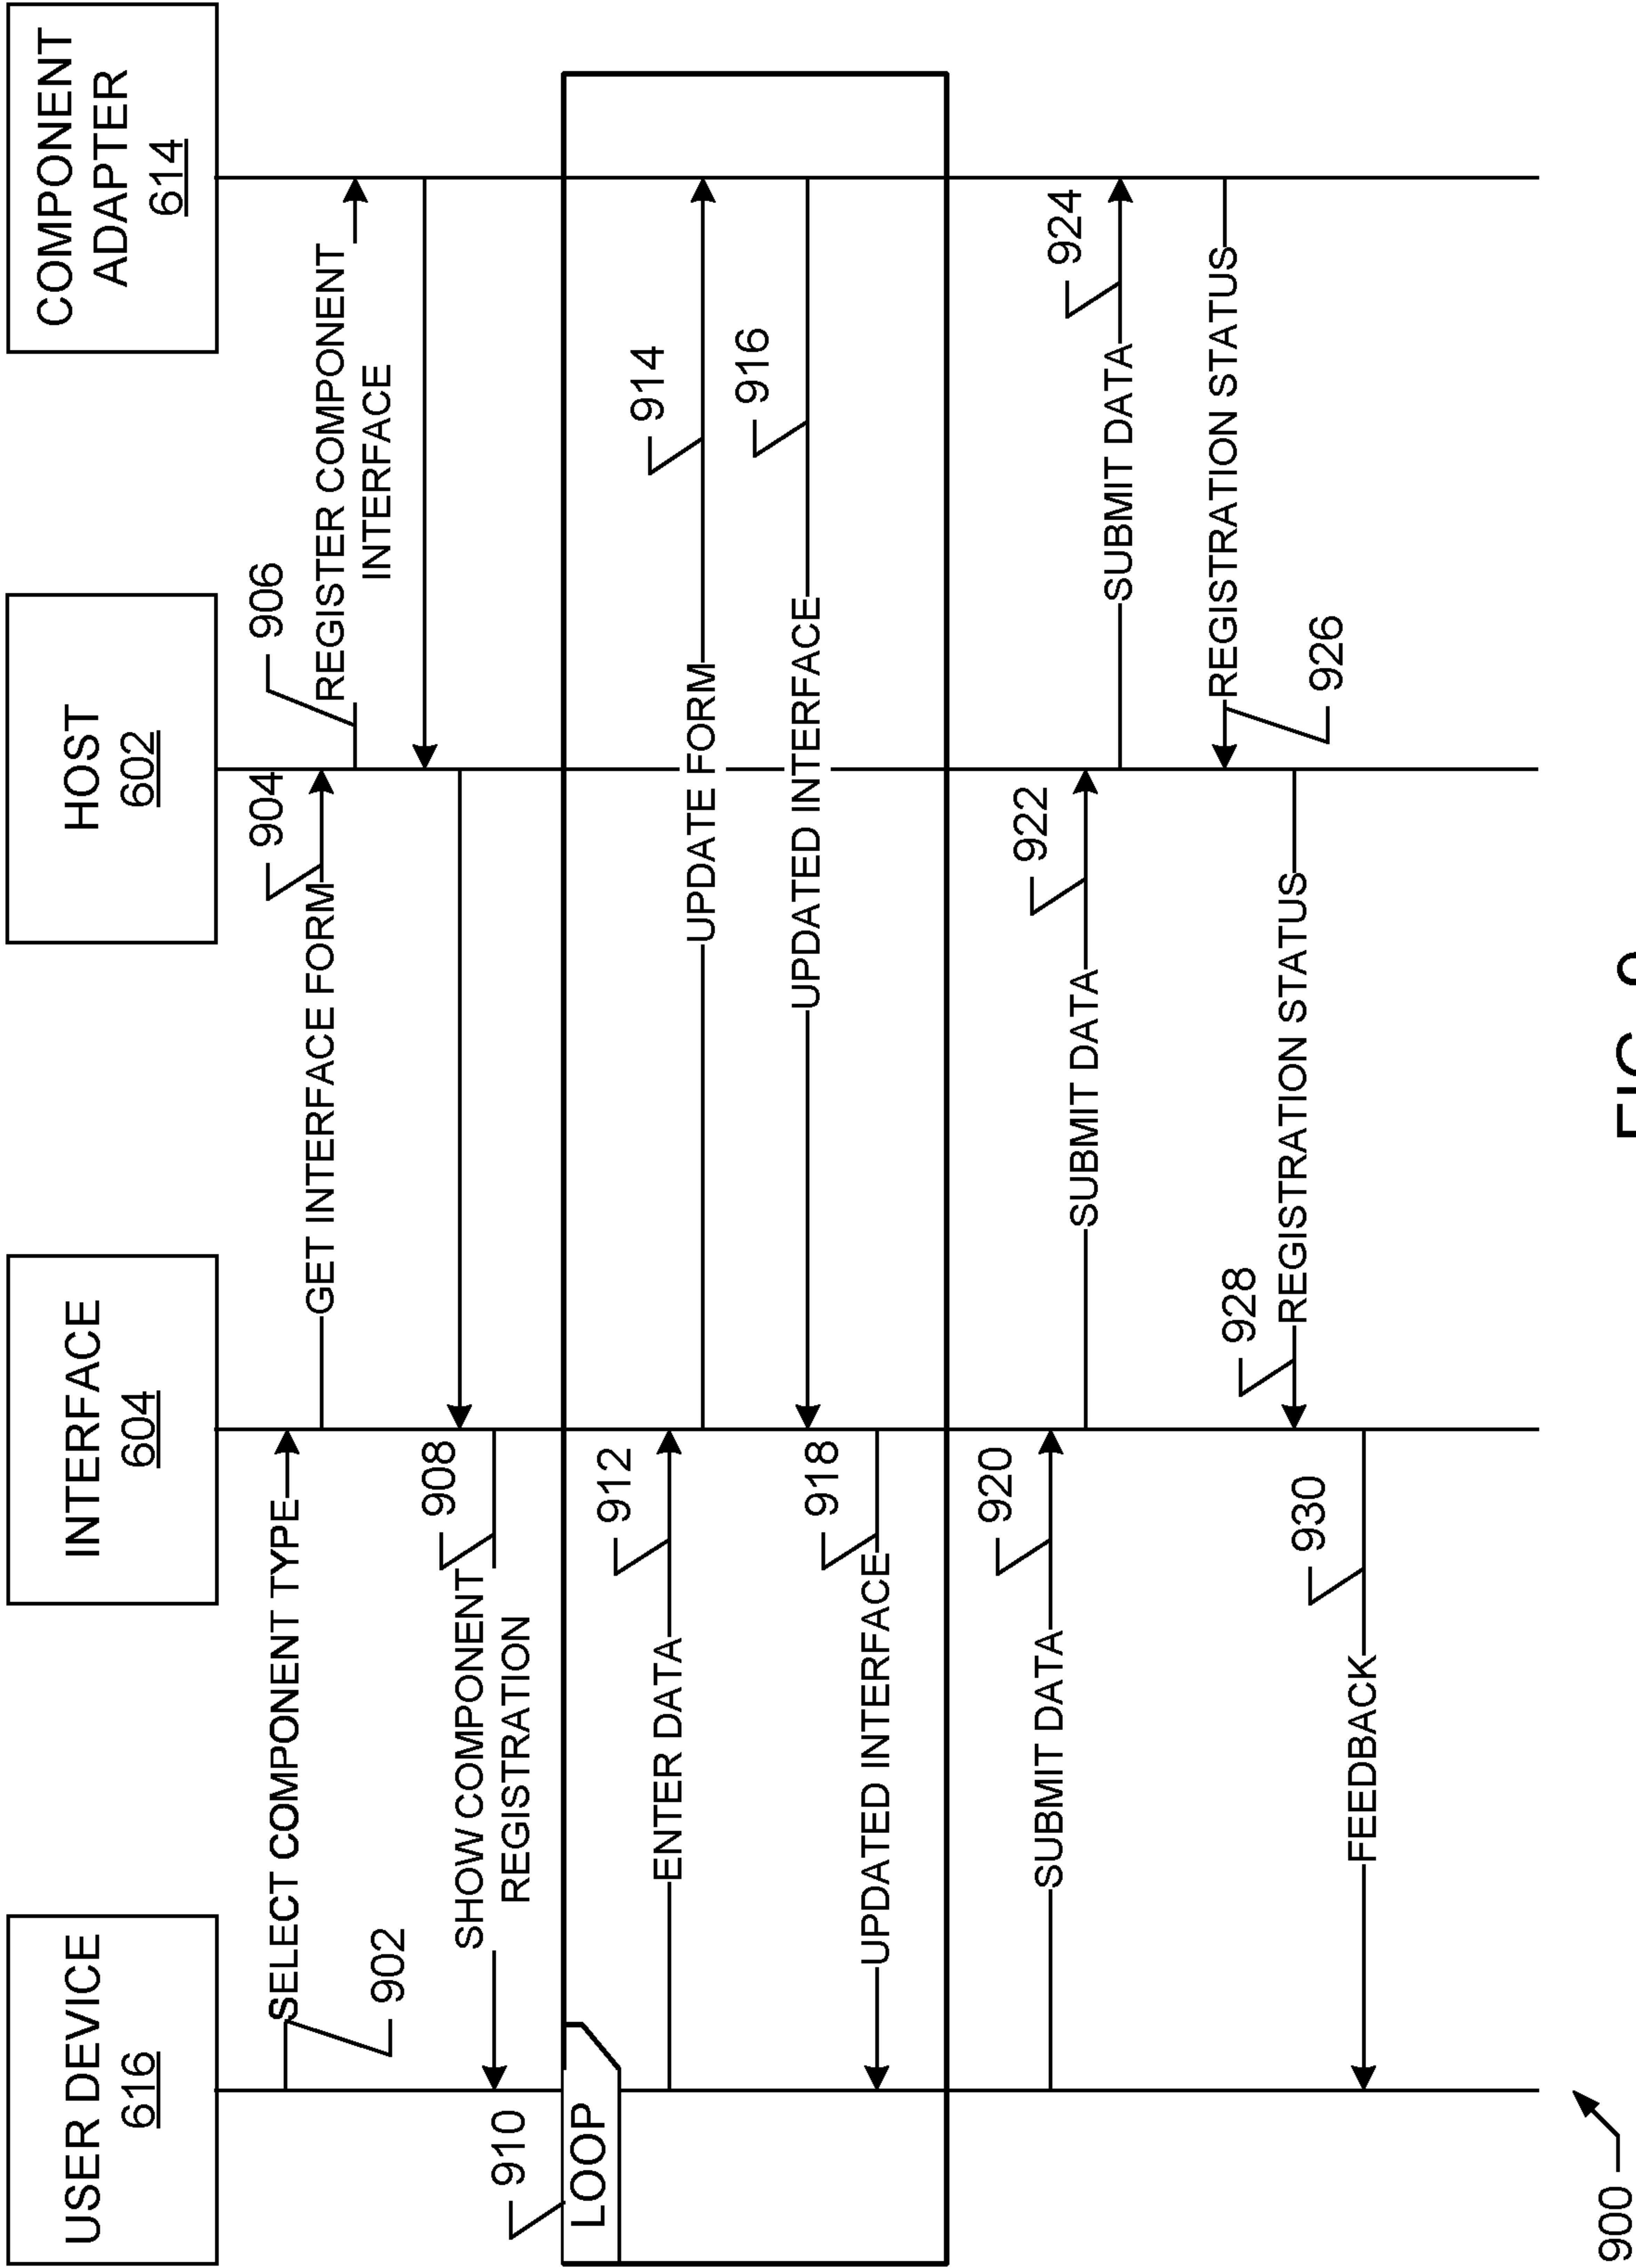 USER DEVICE
616
INTERFACE
604
HOST
602
COMPONENT
ADAPTER
614
SELECT COMPONENT TYPE
902
GET INTERFACE FORM
904
906
REGISTER COMPONENT
INTERFACE
908
SHOW COMPONENT
REGISTRATION
910
LOOP
ENTER DATA
912
UPDATE FORM
914
UPDATED INTERFACE
916
UPDATED INTERFACE
918
SUBMIT DATA
920
SUBMIT DATA
922
SUBMIT DATA
924
REGISTRATION STATUS
926
REGISTRATION STATUS
928
FEEDBACK
930
900